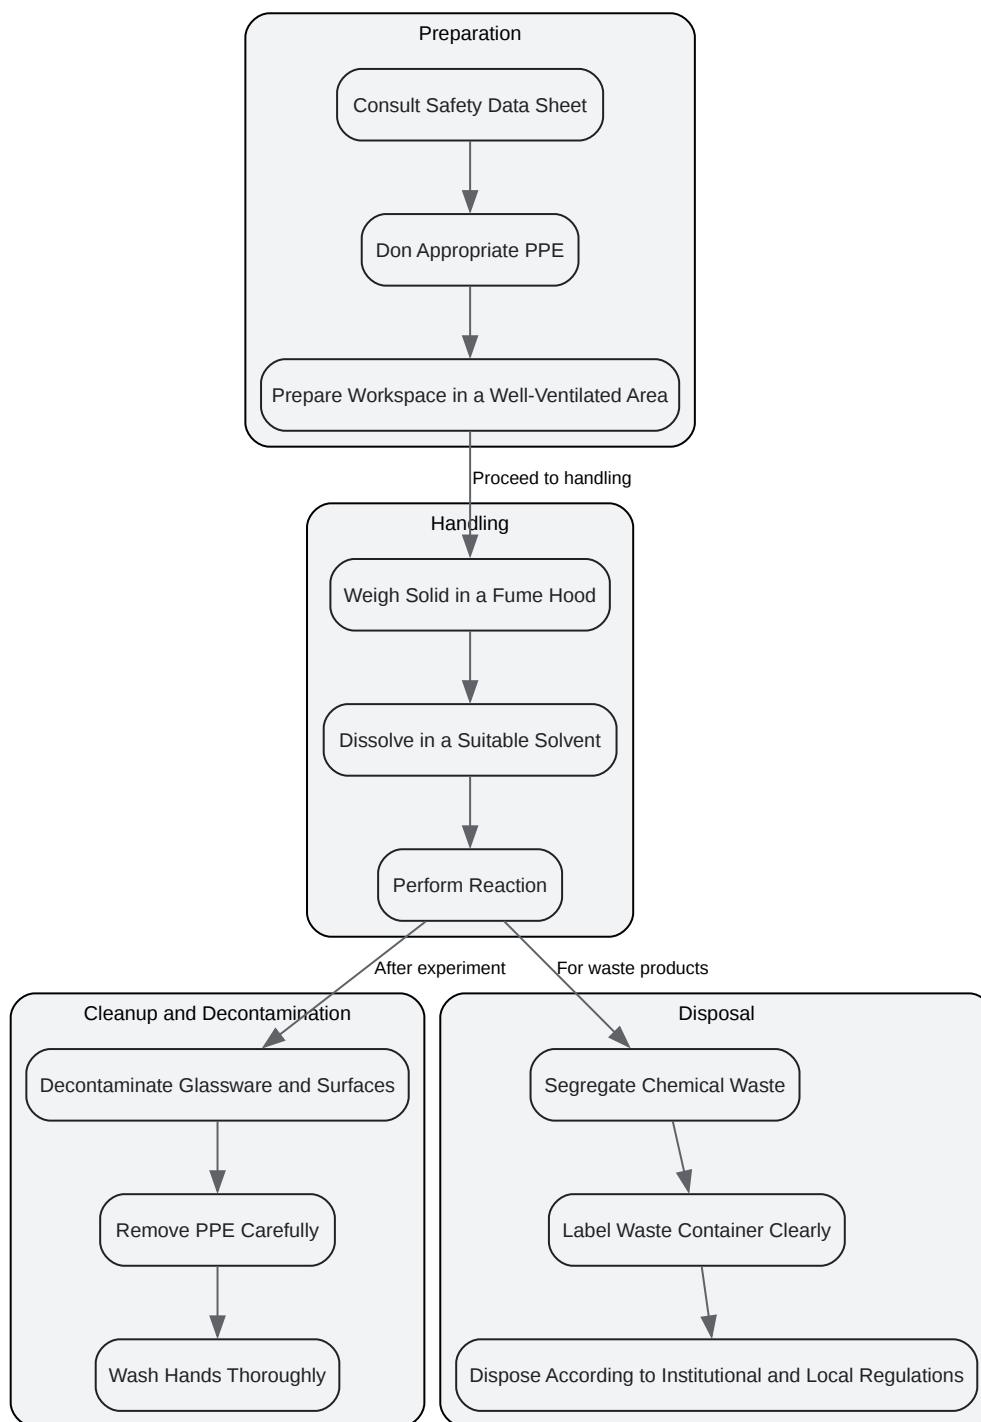 Preparation
Consult Safety Data Sheet
Don Appropriate PPE
Prepare Workspace in a Well-Ventilated Area
Proceed to handling
Handling
Weigh Solid in a Fume Hood
Dissolve in a Suitable Solvent
Perform Reaction
After experiment
For waste products
Cleanup and Decontamination
Decontaminate Glassware and Surfaces
Remove PPE Carefully
Wash Hands Thoroughly
Disposal
Segregate Chemical Waste
Label Waste Container Clearly
Dispose According to Institutional and Local Regulations